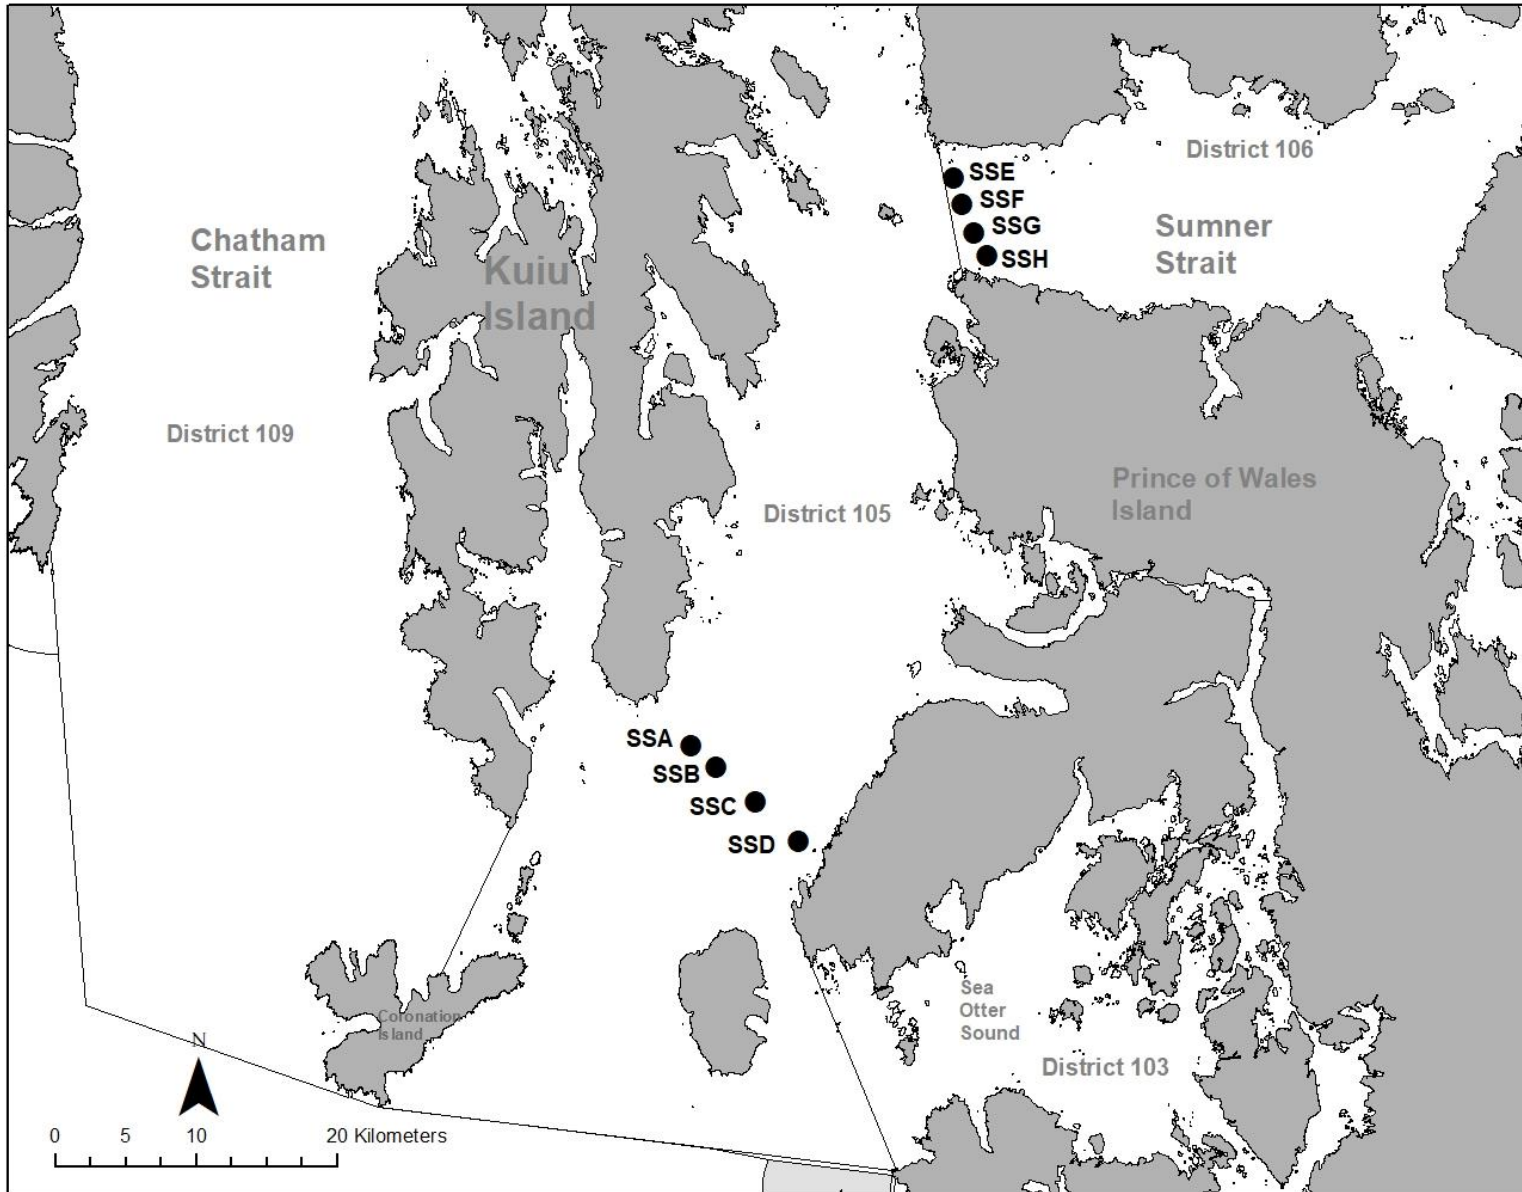 District 106
SSE
SSF
SSG
SSH
Sumner
Strait
Chatham
Strait
Kuiu
Island
District 109
Prince of Wales
Island
District 105
SSA
SSB
SSC
SSD
Sea
Otter
Sound
Coronation
Island
District 103
N
0 5 10 20 Kilometers